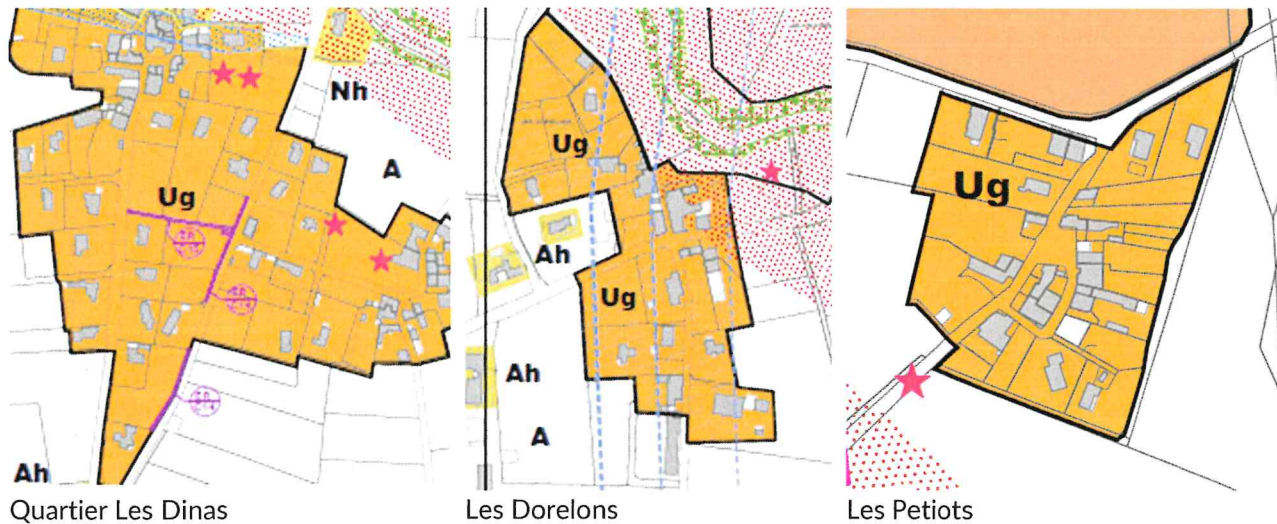 Nh
A
Ug
Ah
Quartier Les Dinas
Ug
Ah
Ug
Ah
A
Les Dorelons
Ug
Les Petiots